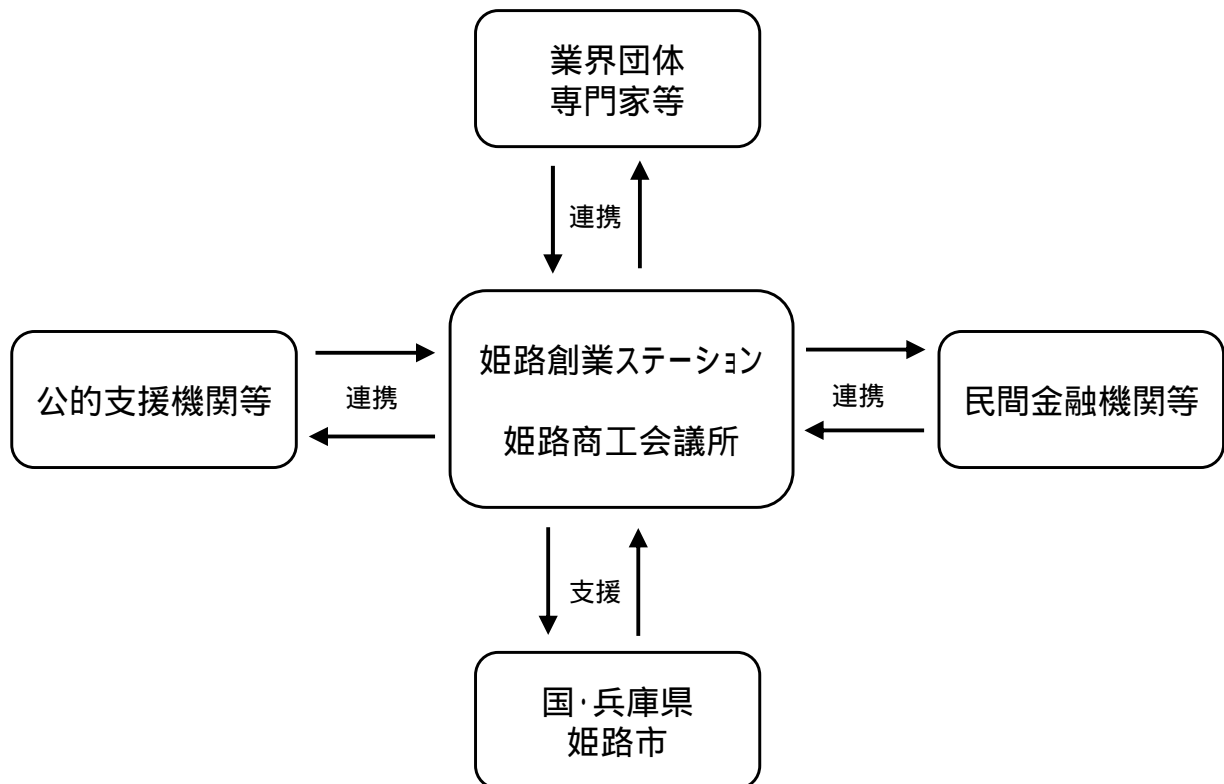 業界団体
専門家等
連携
姫路創業ステーション
公的支援機関等
連携
連携
民間金融機関等
姫路商工会議所
支援
国・兵庫県
姫路市